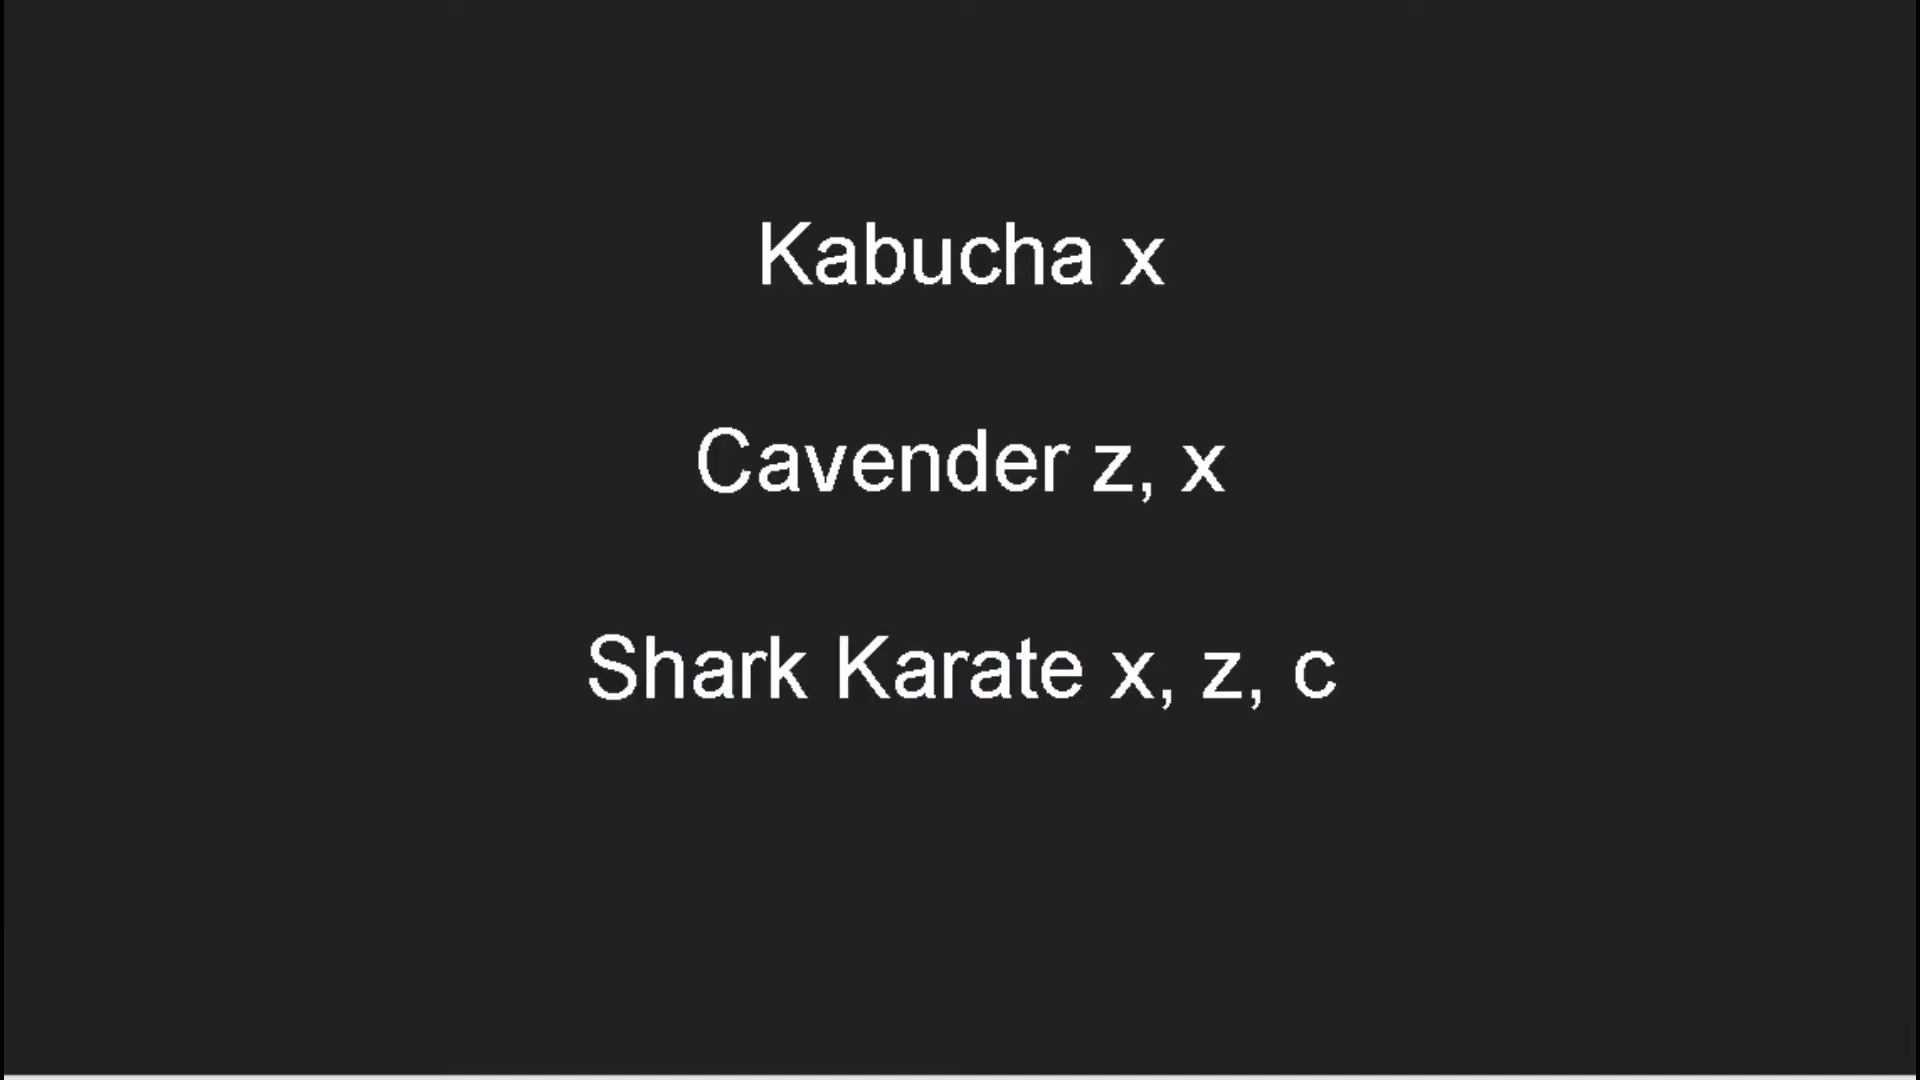 Kabucha x
Cavender z, x
Shark Karate x, z, c